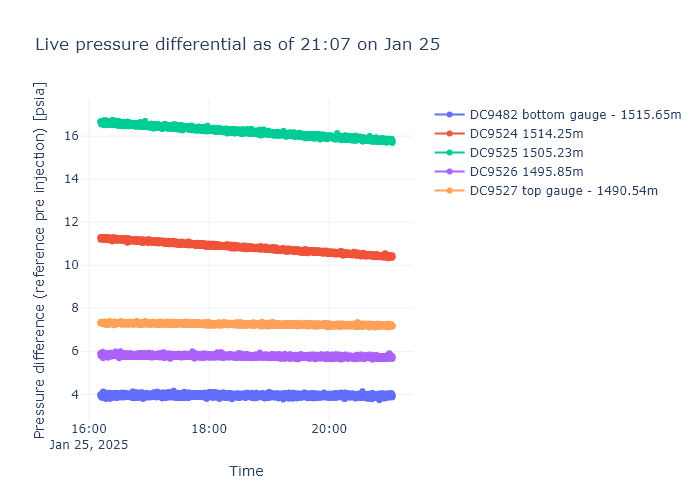 Live pressure differential as of 21:07 on Jan 25
Pressure difference (reference pre injection) [psia]
16
14
12
10
8
6
4
16:00
18:00
20:00
Jan 25, 2025
Time
DC9482 bottom gauge - 1515.65m
DC9524 1514.25m
DC9525 1505.23m
DC9526 1495.85m
DC9527 top gauge - 1490.54m